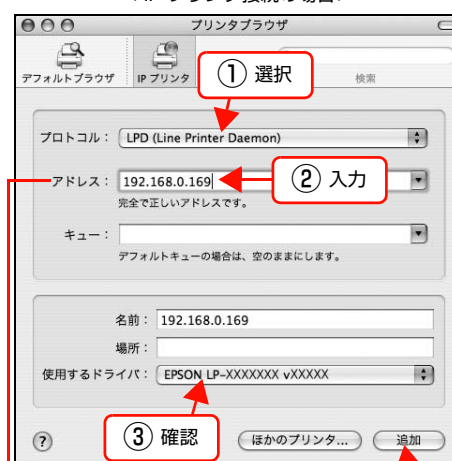 プリンタブラウザ
デフォルトブラウザ IP プリンタ 検索
① 選択
プロトコル： LPD (Line Printer Daemon)
アドレス： 192.168.0.169
② 入力
完全で正しいアドレスです。
キュー：
デフォルトキューの場合は、空のままにします。
名前： 192.168.0.169
場所：
使用するドライバ： EPSON LP-XXXXXXX vXXXXX
③ 確認
? ほかのプリンタ... 追加